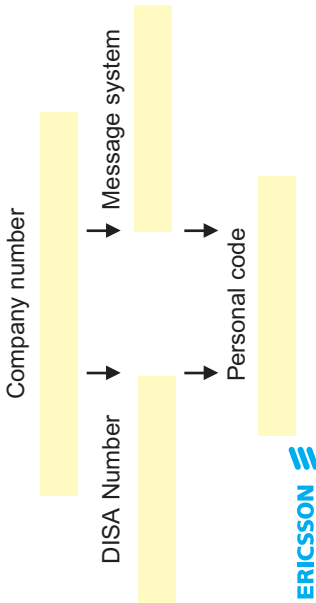 Company number
DISA Number
Message system
Personal code
ERICSSON